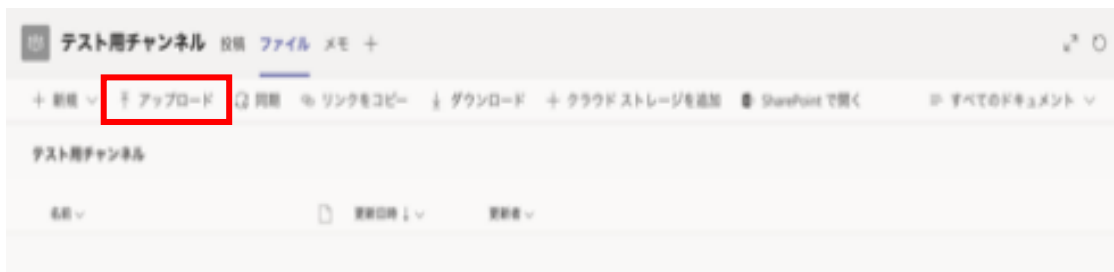 テスト用チャンネル 投稿 ファイル メモ +
+ 新規 アップロード 同期 リンクをコピー ダウンロード + クラウド ストレージを追加 SharePoint で開く すべてのドキュメント
テスト用チャンネル
名前 更新日時 ↓ 更新者